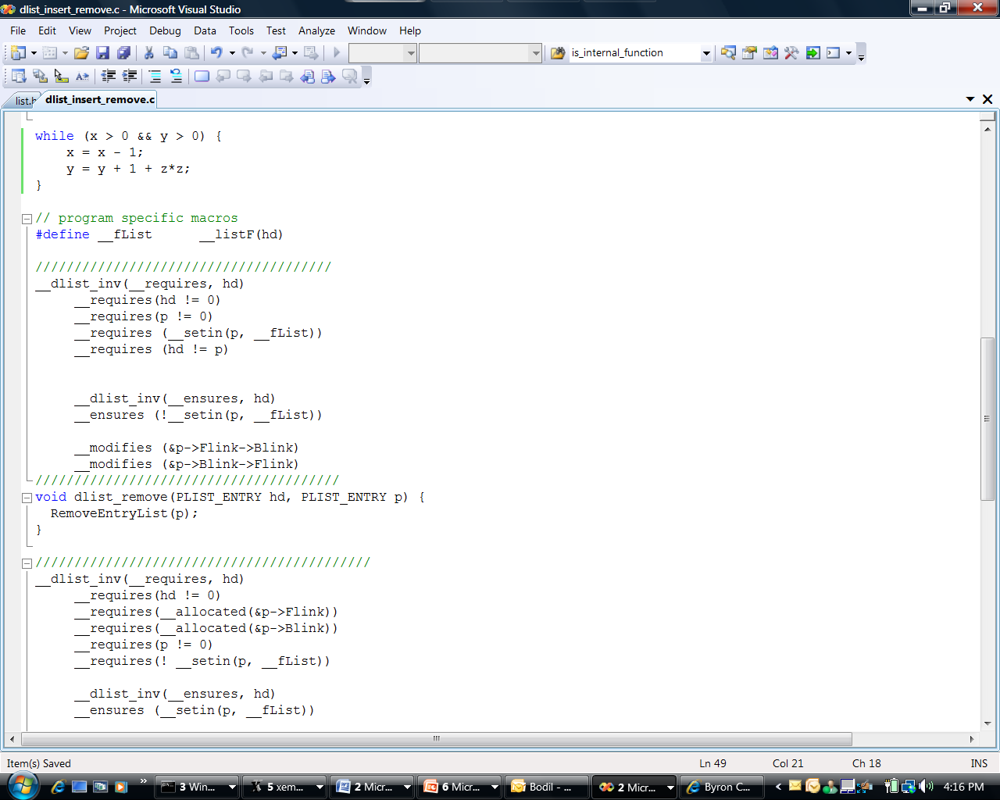 dlist_insert_remove.c - Microsoft Visual Studio
File Edit View Project Debug Data Tools Test Analyze Window Help
is_internal_function
list.h dlist_insert_remove.c
while (x > 0 && y > 0) {
x = x - 1;
y = y + 1 + z*z;
}
// program specific macros
#define __fList __listF(hd)
//////////////////////////////////////
__dlist_inv(__requires, hd)
__requires(hd != 0)
__requires(p != 0)
__requires (__setin(p, __fList))
__requires (hd != p)
__dlist_inv(__ensures, hd)
__ensures (!__setin(p, __fList))
__modifies (&p->Flink->Blink)
__modifies (&p->Blink->Flink)
///////////////////////////////////////
void dlist_remove(PLIST_ENTRY hd, PLIST_ENTRY p) {
RemoveEntryList(p);
}
///////////////////////////////////////////
__dlist_inv(__requires, hd)
__requires(hd != 0)
__requires(__allocated(&p->Flink))
__requires(__allocated(&p->Blink))
__requires(p != 0)
__requires(! __setin(p, __fList))
__dlist_inv(__ensures, hd)
__ensures (__setin(p, __fList))
Item(s) Saved Ln 49 Col 21 Ch 18 INS
3 Win... 5 xem... 2 Micr... 6 Micr... Bodil - ... 2 Micr... Byron C... 4:16 PM